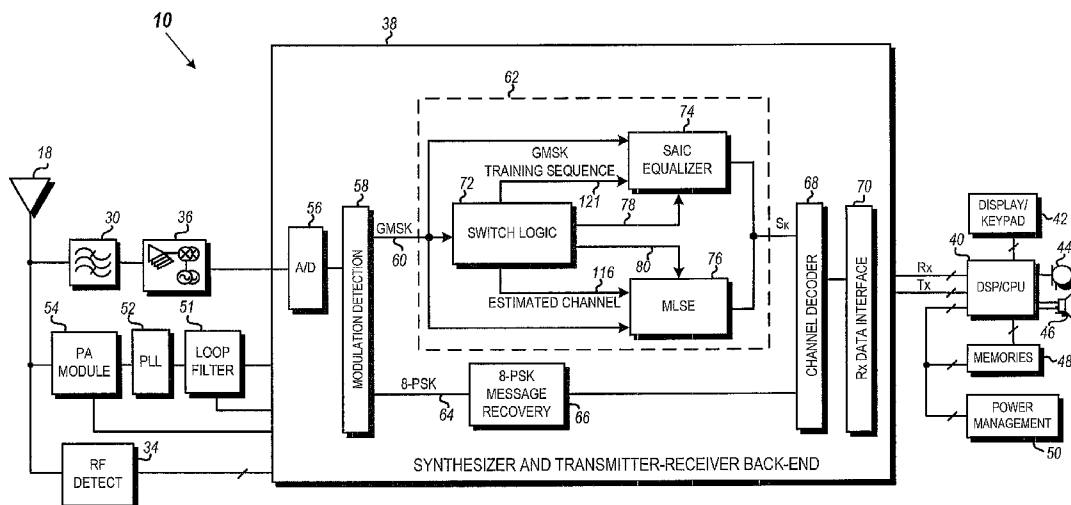 10
38
62
74
SAIC
EQUALIZER
GMSK
TRAINING SEQUENCE
121
72
SWITCH LOGIC
78
80
76
MLSE
116
ESTIMATED CHANNEL
18
30
36
56
A/D
58
MODULATION DETECTION
GMSK
60
SK
68
CHANNEL DECODER
70
Rx DATA INTERFACE
DISPLAY/
KEYPAD
42
40
DSP/CPU
44
46
Rx
Tx
MEMORIES
48
POWER
MANAGEMENT
50
54
PA
MODULE
52
PLL
51
LOOP
FILTER
8-PSK
64
8-PSK
MESSAGE
RECOVERY
66
34
RF
DETECT
SYNTHESIZER AND TRANSMITTER-RECEIVER BACK-END